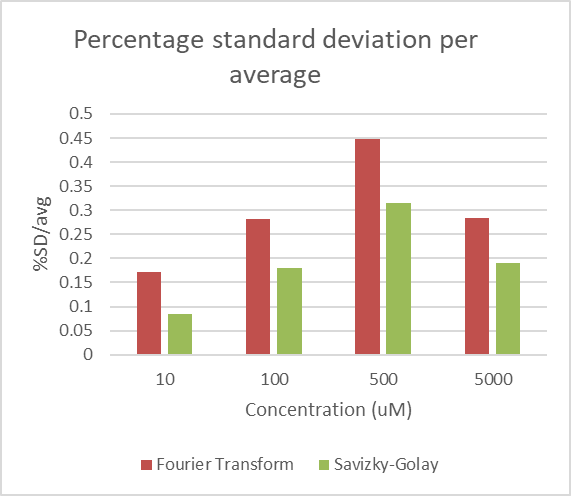 Percentage standard deviation per
average
0.5
0.45
0.4
0.35
0.3
0.25
0.2
0.15
0.1
0.05
0
%SD/avg
10 100 500 5000
Concentration (uM)
Fourier Transform Savizky-Golay